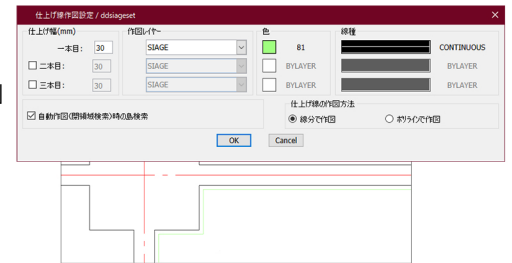 仕上げ線作図設定 / ddsiageset
仕上げ幅(mm) 作図レイヤー 色 線種
一本目: 30 SIAGE 81 CONTINUOUS
二本目: 30 SIAGE BYLAYER BYLAYER
三本目: 30 SIAGE BYLAYER BYLAYER
自動作図(閉領域検索)時の島検索
仕上げ線の作図方法
線分で作図 ポリラインで作図
OK Cancel